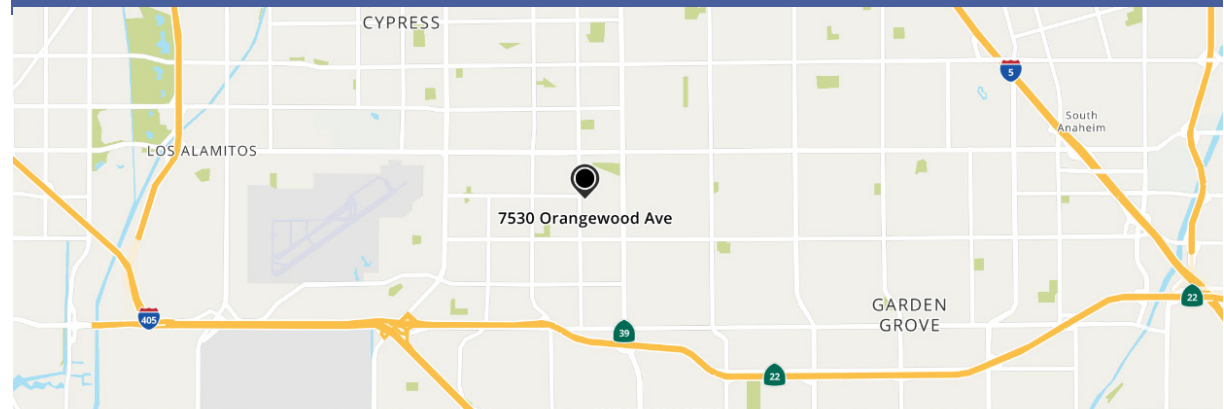 CYPRESS
5
South
Anaheim
LOS ALAMITOS
7530 Orangewood Ave
22
GARDEN
GROVE
405
39
22